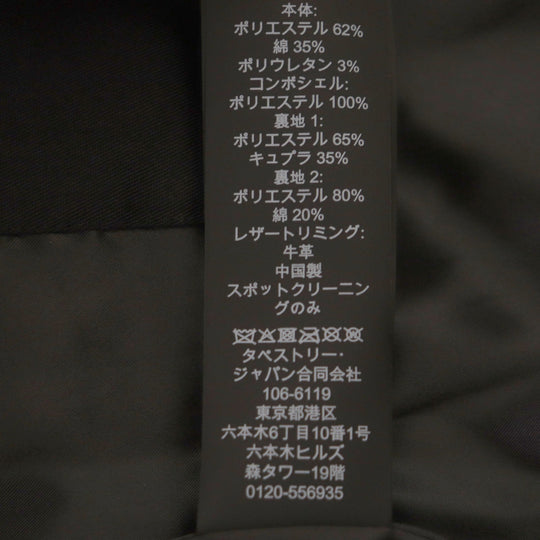 本体:
ポリエステル 62%
綿 35%
ポリウレタン 3%
コンボシェル:
ポリエステル 100%
裏地 1:
ポリエステル 65%
キュプラ 35%
裏地 2:
ポリエステル 80%
綿 20%
レザートリミング:
牛革
中国製
スポットクリーニン
グのみ
タペストリー・
ジャパン合同会社
106-6119
東京都港区
六本木6丁目10番1号
六本木ヒルズ
森タワー19階
0120-556935